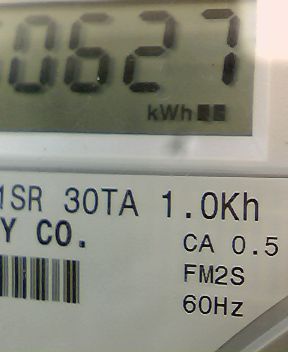 0627
kWh
1SR 30TA 1.0Kh
Y CO.
CA 0.5
FM2S
60Hz